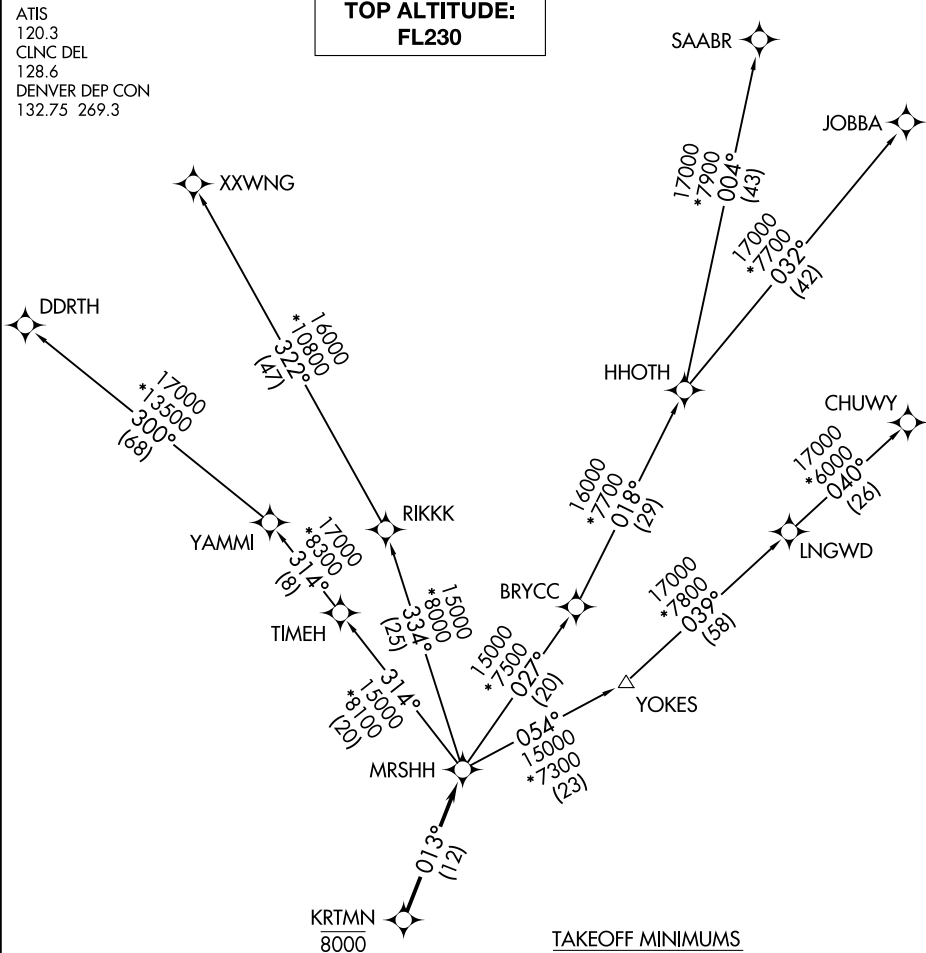 ATIS
120.3
CLNC DEL
128.6
DENVER DEP CON
132.75 269.3
TOP ALTITUDE:
FL230
SAABR
JOBBA
17000
*7900
004°
(43)
17000
*7700
032°
(42)
XXWNG
DDRTH
16000
*10800
322°
(47)
17000
*13500
300°
(68)
HHOTH
CHUWY
17000
*6000
040°
(26)
16000
*7700
018°
(29)
YAMMI
RIKKK
LNGWD
17000
*8300
314°
(8)
TIMEH
15000
*8000
334°
(25)
BRYCC
17000
*7800
039°
(58)
314°
15000
*8100
(20)
15000
*7500
027°
(20)
YOKES
054°
15000
*7300
(23)
MRSHH
013°
(12)
KRTMN
8000
TAKEOFF MINIMUMS